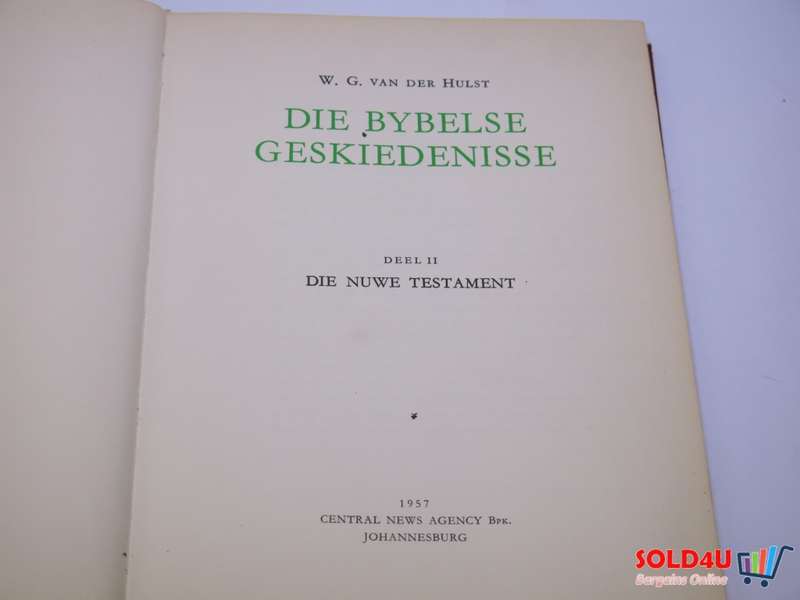 W. G. VAN DER HULST
DIE BYBELSE
GESKIEDENISSE
DEEL II
DIE NUWE TESTAMENT
1957
CENTRAL NEWS AGENCY BPK.
JOHANNESBURG
SOLD4U
Bargains Online